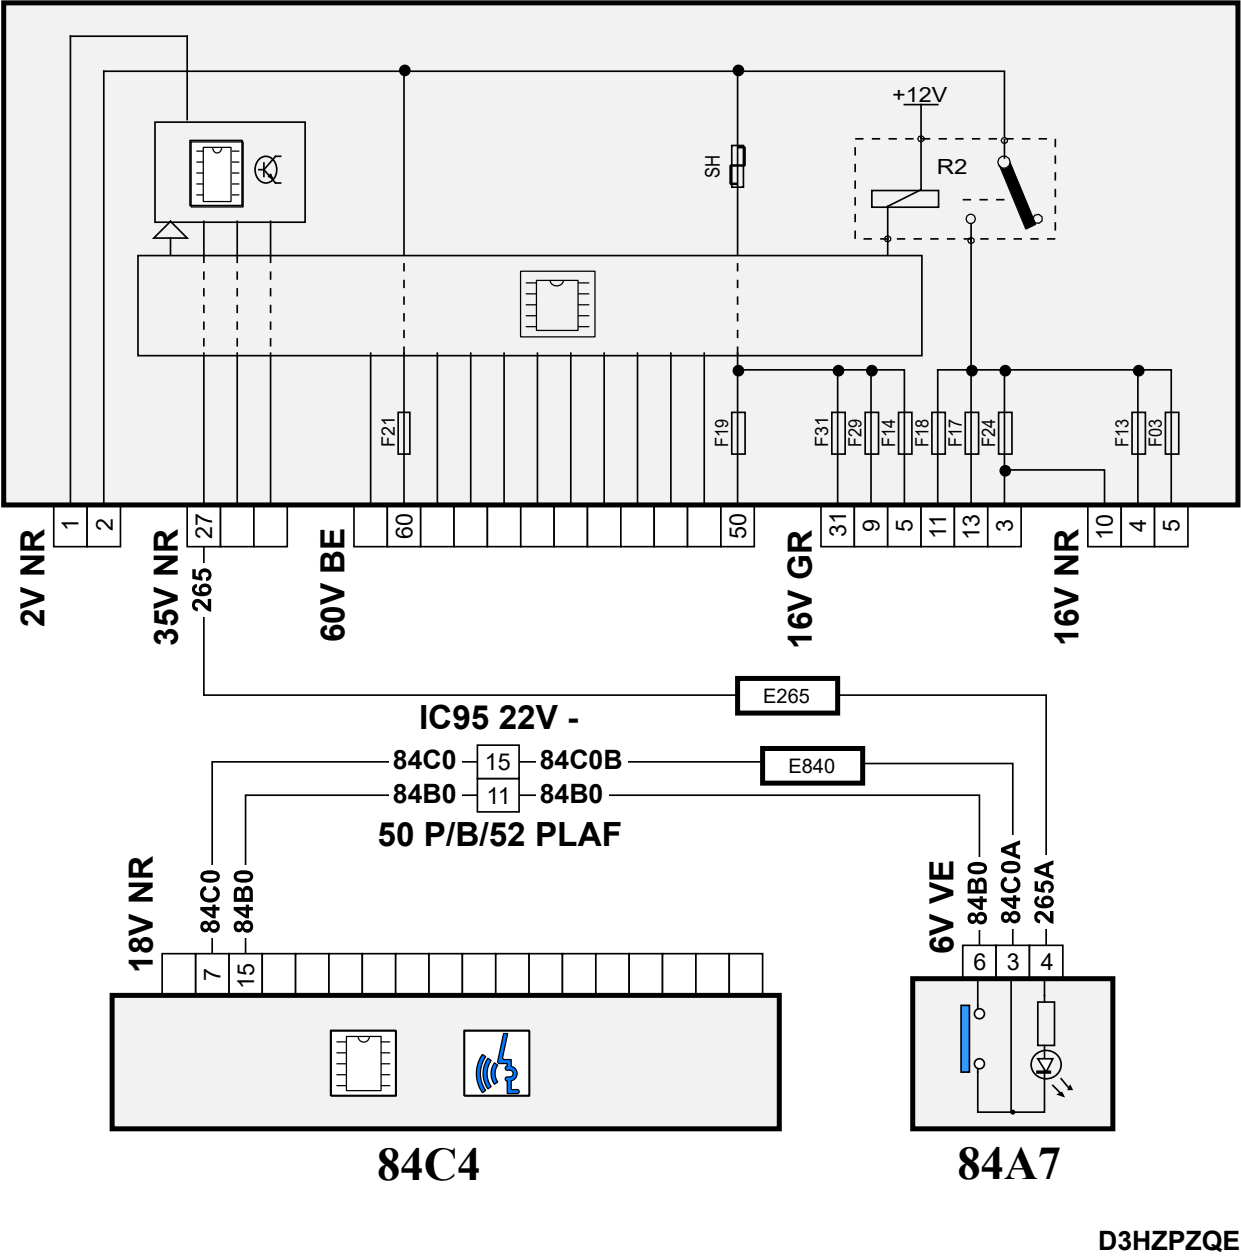 +12V
R2
SH
F21
F19
F31
F29
F14
F18
F17
F24
F13
F03
1
2
27
60
50
31
9
5
11
13
3
10
4
5
2V NR
35V NR
265
60V BE
16V GR
16V NR
E265
IC95 22V -
84C0
15
84C0B
E840
84B0
11
84B0
50 P/B/52 PLAF
18V NR
84C0
84B0
6V VE
84B0
84C0A
265A
7
15
6
3
4
84C4
84A7
D3HZPZQE